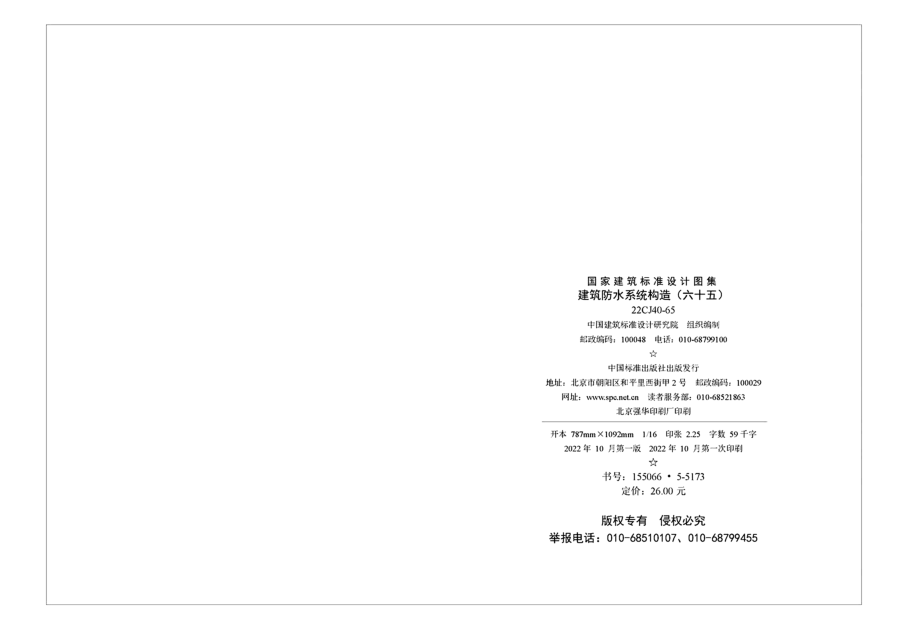 国家建筑标准设计图集
建筑防水系统构造（六十五）
22CJ40-65
中国建筑标准设计研究院　组织编制
邮政编码：100048　电话：010-68799100
☆
中国标准出版社出版发行
地址：北京市朝阳区和平里西街甲 2 号　邮政编码：100029
网址：www.spc.net.cn　读者服务部：010-68521863
北京强华印刷厂印刷
开本 787mm×1092mm　1/16　印张 2.25　字数 59 千字
2022 年 10 月第一版　2022 年 10 月第一次印刷
☆
书号：155066 • 5-5173
定价：26.00 元
版权专有　侵权必究
举报电话：010-68510107、010-68799455